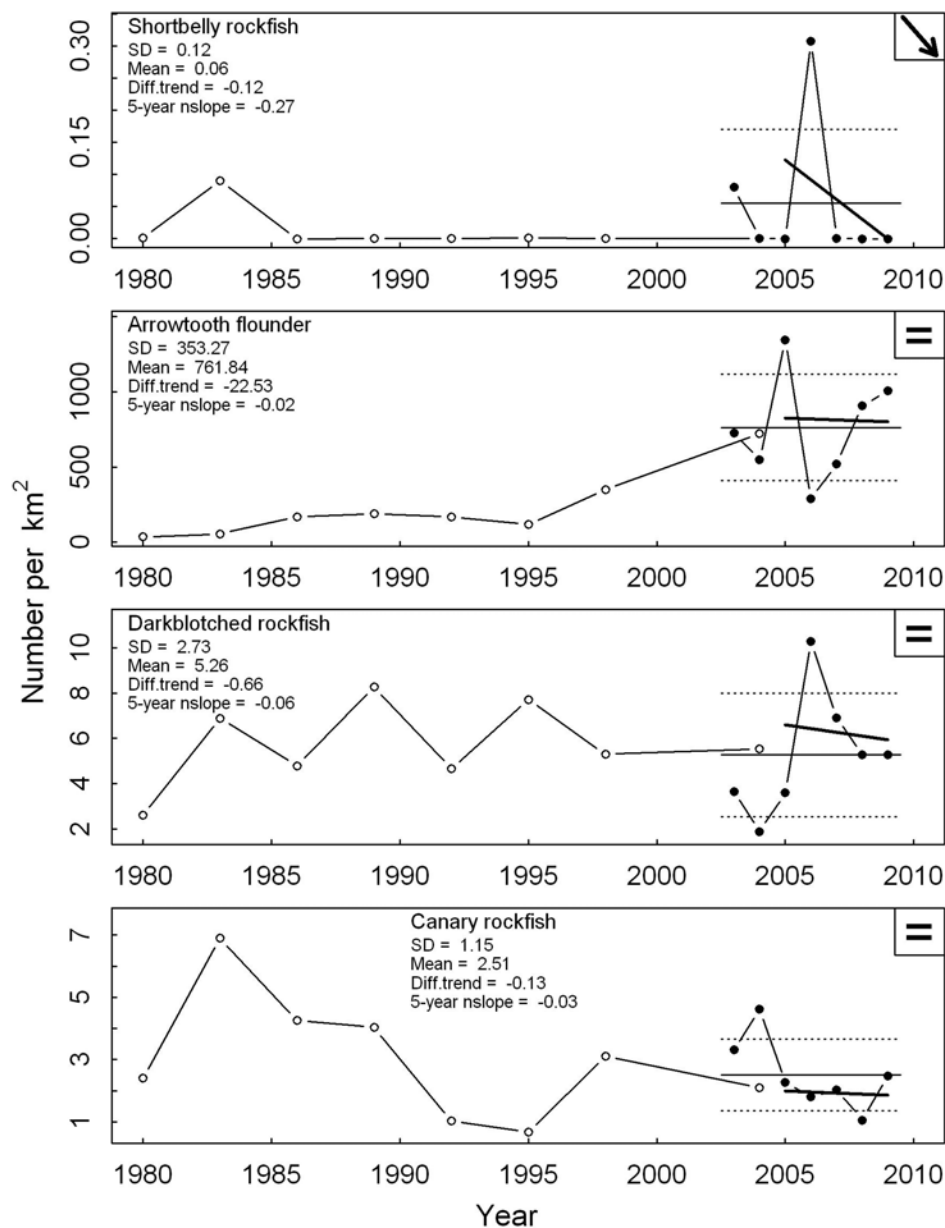 Number per km²
Shortbelly rockfish
SD = 0.12
Mean = 0.06
Diff.trend = -0.12
5-year nslope = -0.27
0.30
0.15
0.00
1980 1985 1990 1995 2000 2005 2010
Arrowtooth flounder
SD = 353.27
Mean = 761.84
Diff.trend = -22.53
5-year nslope = -0.02
=
1000
500
0
1980 1985 1990 1995 2000 2005 2010
Darkblotched rockfish
SD = 2.73
Mean = 5.26
Diff.trend = -0.66
5-year nslope = -0.06
=
10
8
6
4
2
1980 1985 1990 1995 2000 2005 2010
Canary rockfish
SD = 1.15
Mean = 2.51
Diff.trend = -0.13
5-year nslope = -0.03
=
7
5
3
1
1980 1985 1990 1995 2000 2005 2010
Year